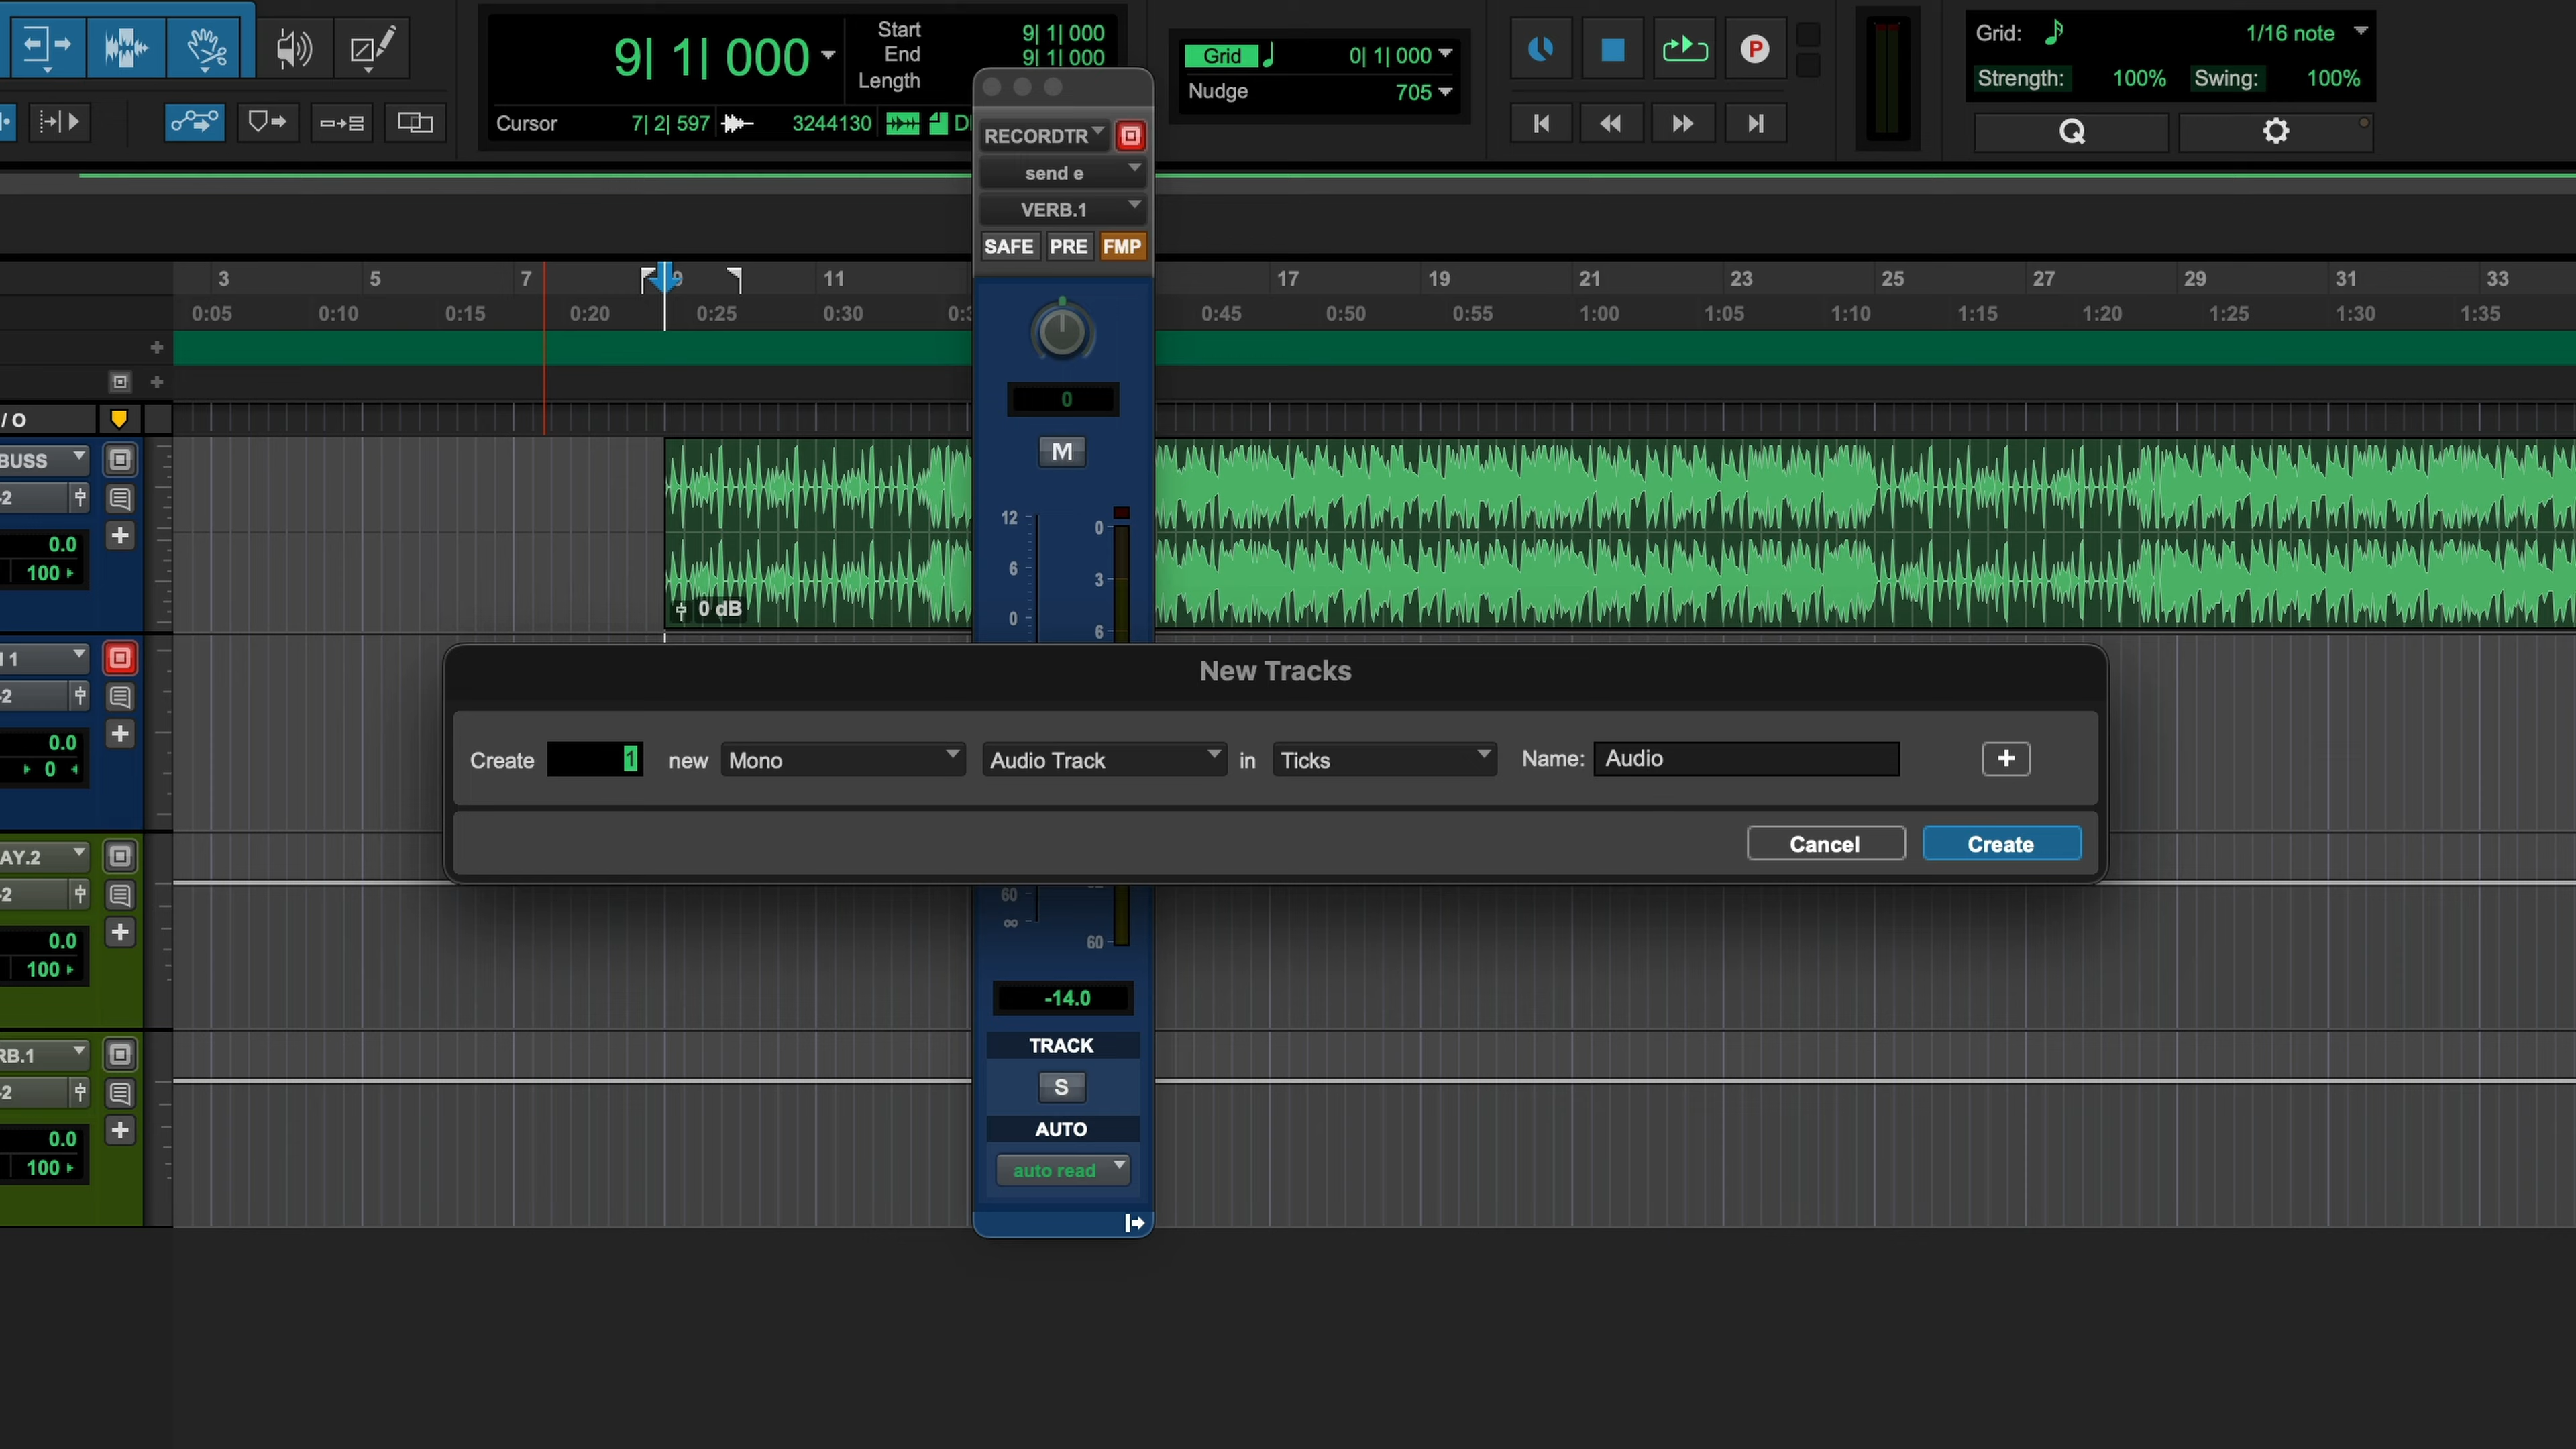 Start 9| 1| 000
9| 1| 000 End 9| 1| 000
Length
Cursor 7| 2| 597 3244130
Grid 0| 1| 000
Nudge 705
P
Grid: 1/16 note
Strength: 100% Swing: 100%
Q
RECORDTR
send e
VERB.1
SAFE PRE FMP
3 5 7 9 11 17 19 21 23 25 27 29 31 33
0:05 0:10 0:15 0:20 0:25 0:30 0:45 0:50 0:55 1:00 1:05 1:10 1:15 1:20 1:25 1:30 1:35
0
M
/ O
BUSS
-2
0.0
100
0 dB
12 0
6 3
0 6
1
-2
0.0
0
New Tracks
Create 1 new Mono Audio Track in Ticks Name: Audio +
Cancel Create
AY.2
-2
0.0
100
60
∞
60
-14.0
TRACK
S
AUTO
auto read
RB.1
-2
0.0
100